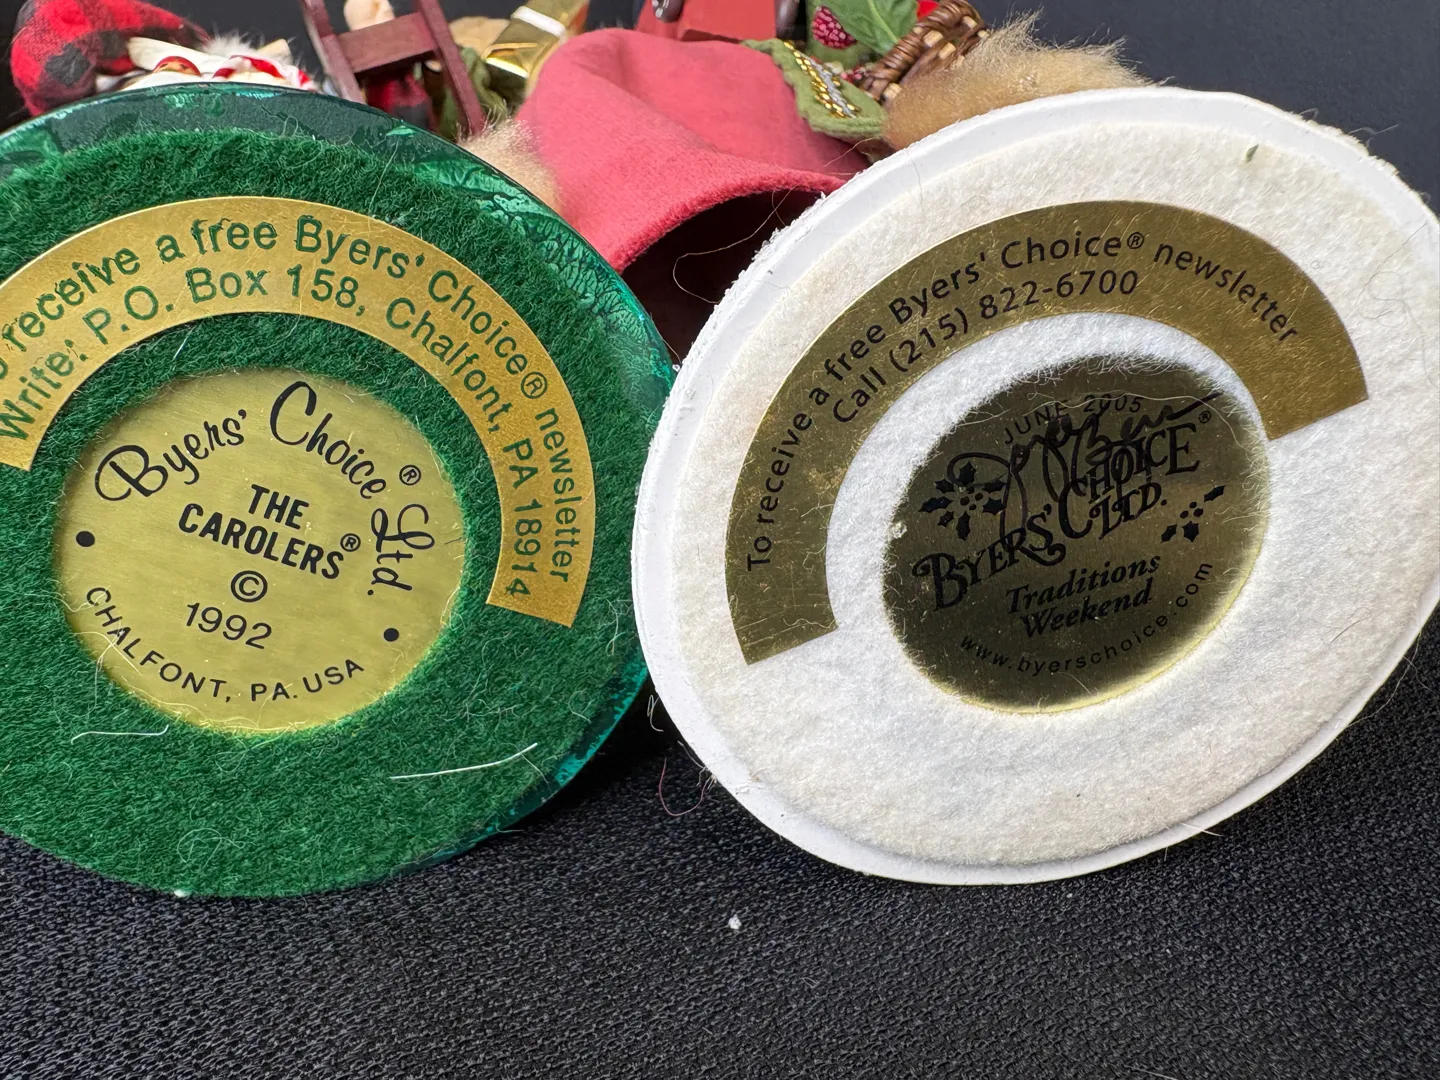 receive a free Byers' Choice® newsletter
Write: P.O. Box 158, Chalfont, PA 18914
Byers' Choice® Ltd.
THE
CAROLERS®
©
1992
CHALFONT, PA. USA
To receive a free Byers' Choice® newsletter
Call (215) 822-6700
JUNE 2005
BYERS' CHOICE® LTD.
Traditions
Weekend
www.byerschoice.com